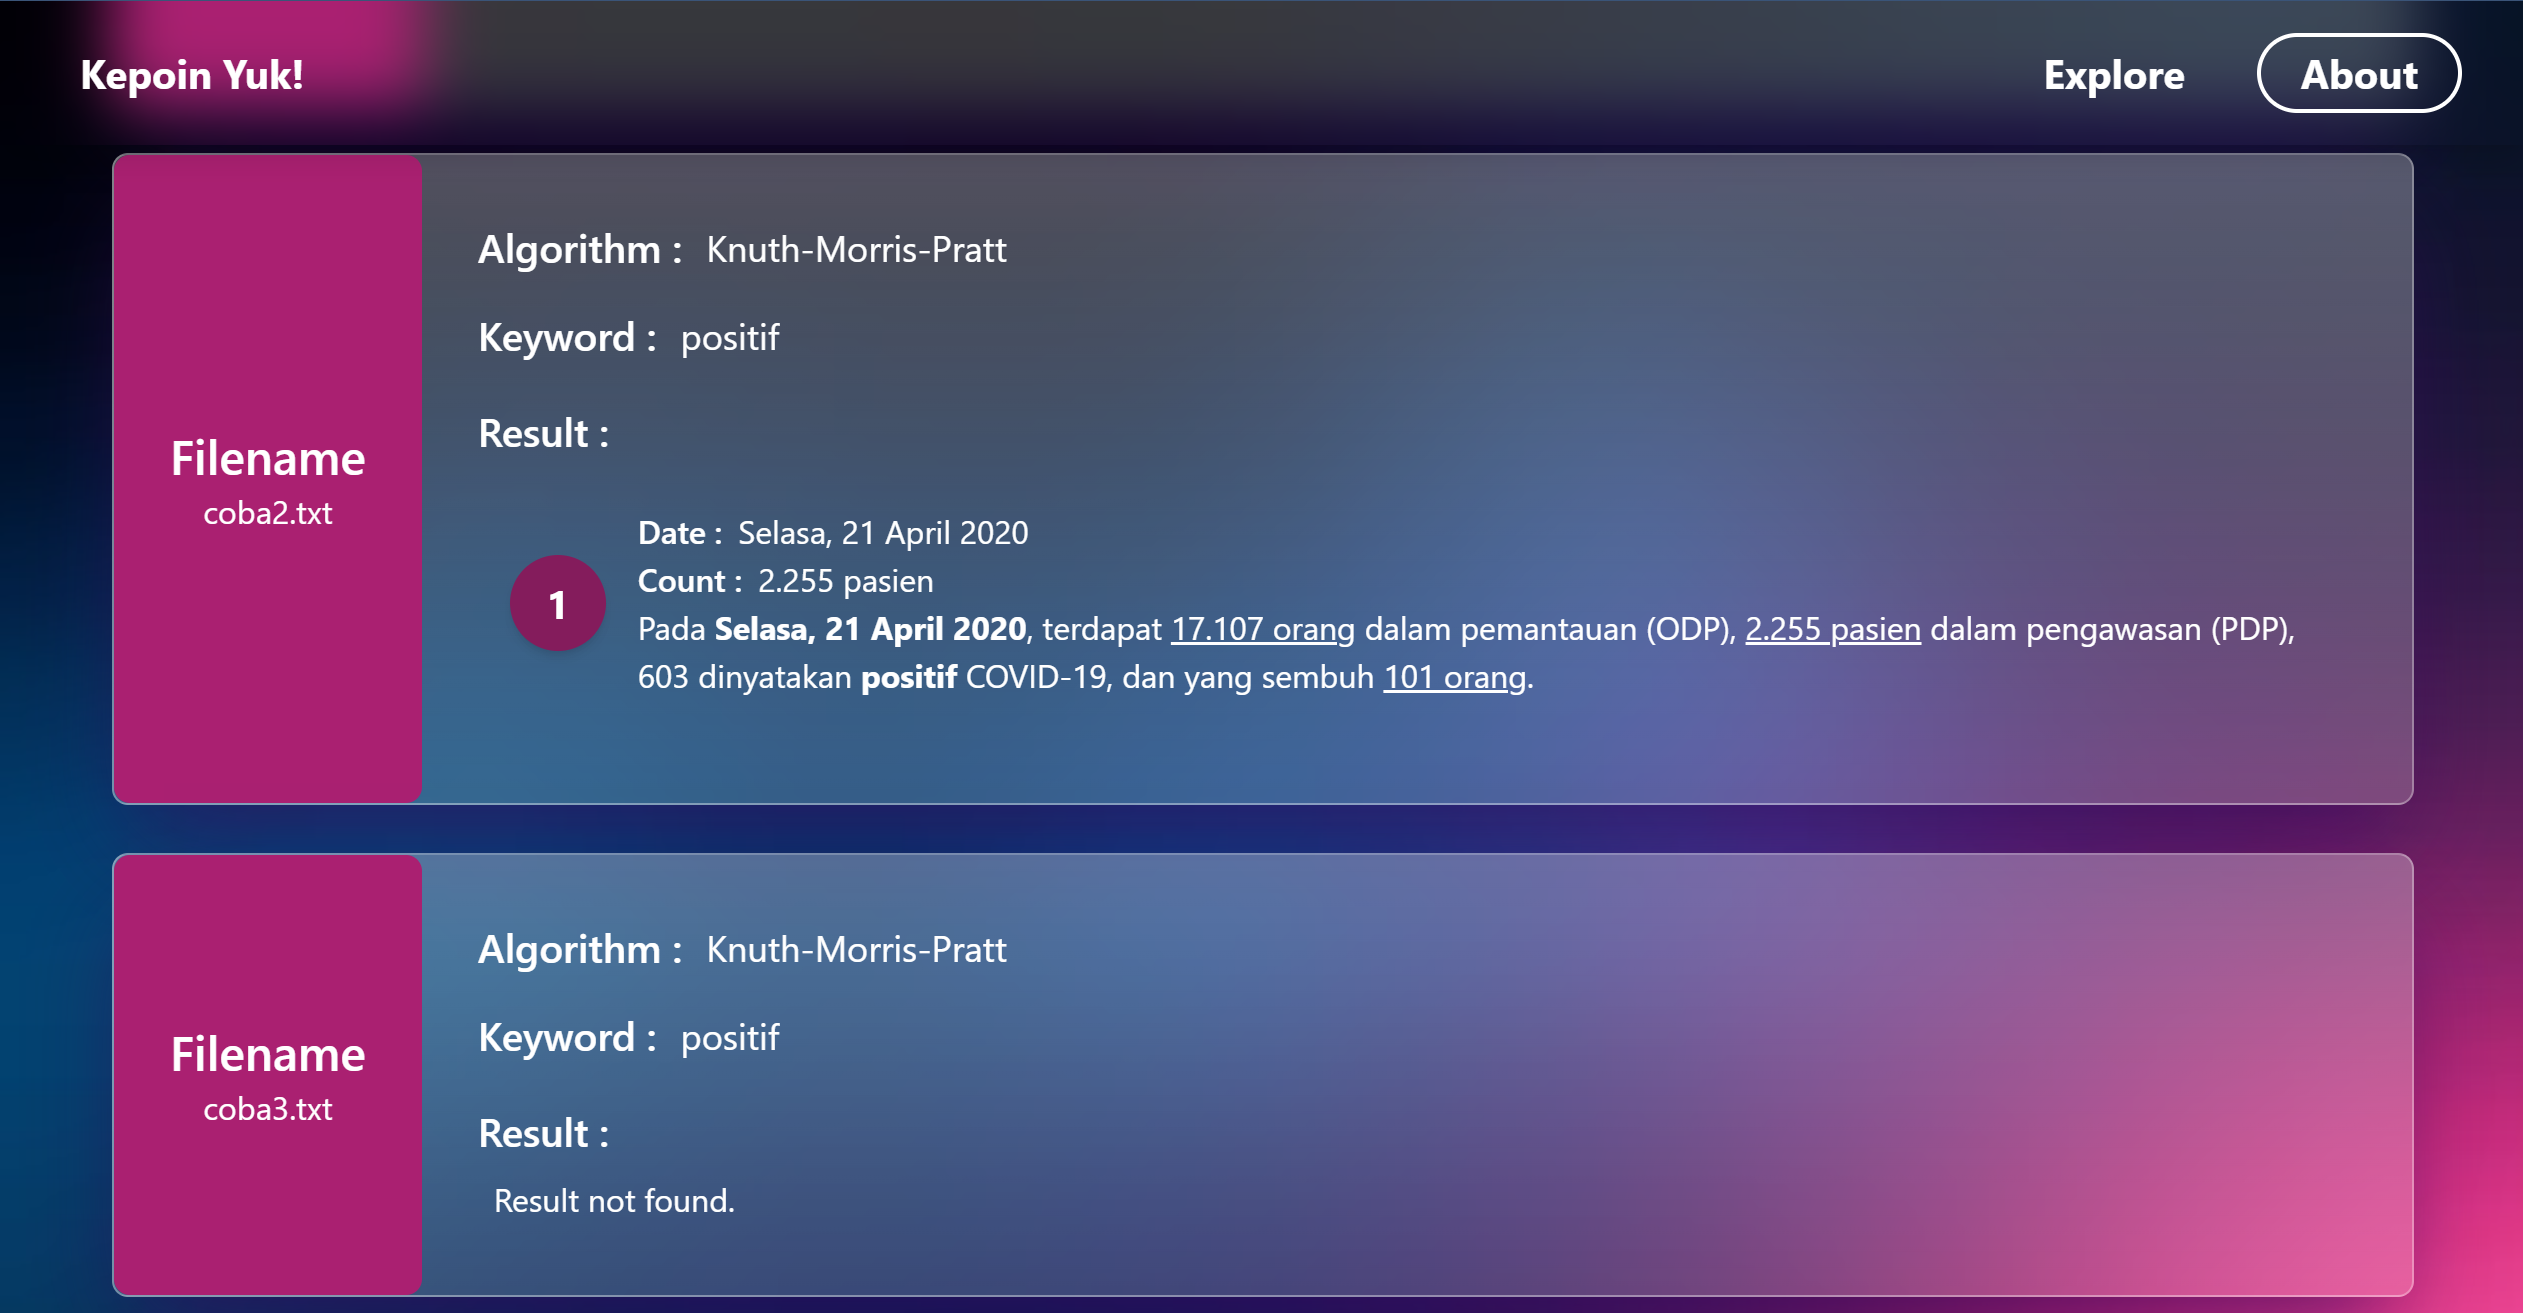 Kepoin Yuk!
Explore
About
Filename
coba2.txt
Algorithm : Knuth-Morris-Pratt
Keyword : positif
Result :
1
Date : Selasa, 21 April 2020
Count : 2.255 pasien
Pada Selasa, 21 April 2020, terdapat 17.107 orang dalam pemantauan (ODP), 2.255 pasien dalam pengawasan (PDP),
603 dinyatakan positif COVID-19, dan yang sembuh 101 orang.
Filename
coba3.txt
Algorithm : Knuth-Morris-Pratt
Keyword : positif
Result :
Result not found.